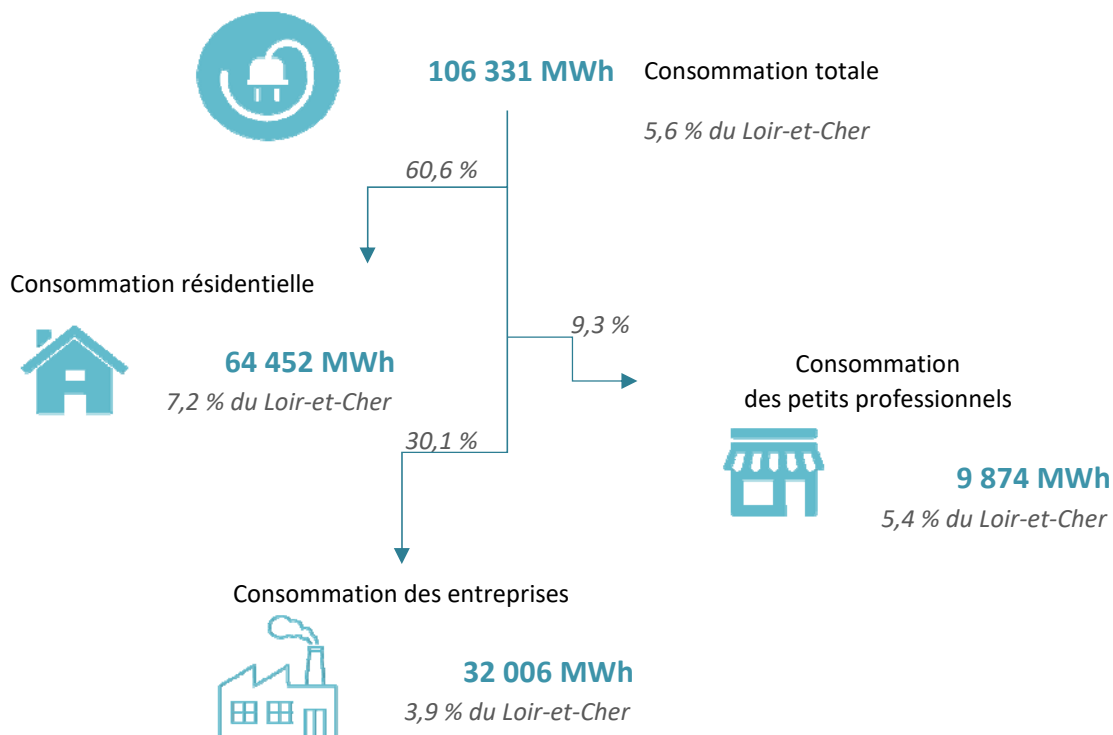 106 331 MWh Consommation totale
5,6 % du Loir-et-Cher
60,6 %
Consommation résidentielle
64 452 MWh
7,2 % du Loir-et-Cher
9,3 %
Consommation
des petits professionnels
9 874 MWh
5,4 % du Loir-et-Cher
30,1 %
Consommation des entreprises
32 006 MWh
3,9 % du Loir-et-Cher